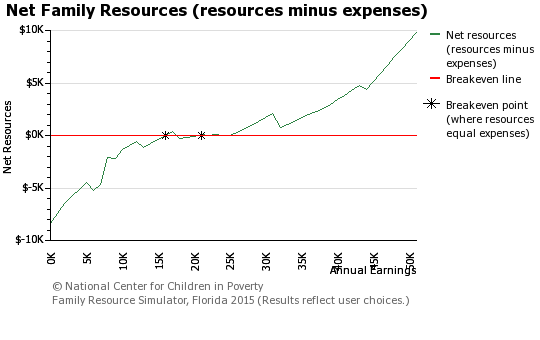 Net Family Resources (resources minus expenses)
$10K
$5K
$0K
$-5K
$-10K
Net Resources
0K
5K
10K
15K
20K
25K
30K
35K
40K
45K
50K
Annual Earnings
Net resources
(resources minus
expenses)
Breakeven line
Breakeven point
(where resources
equal expenses)
© National Center for Children in Poverty
Family Resource Simulator, Florida 2015 (Results reflect user choices.)